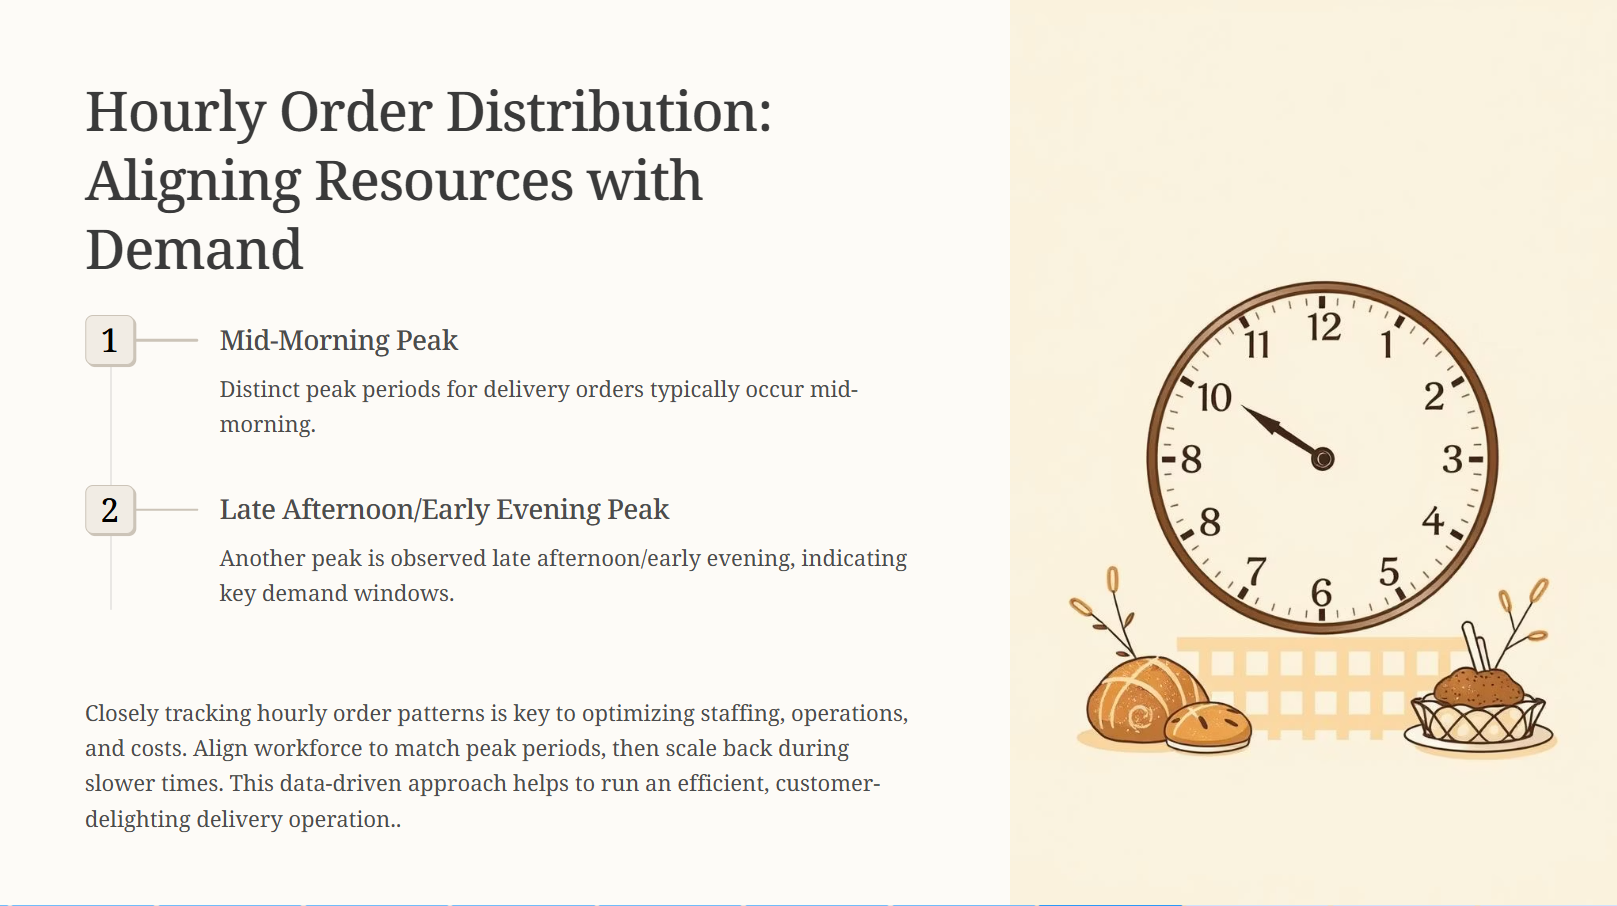 Hourly Order Distribution:
Aligning Resources with
Demand
1
Mid-Morning Peak
Distinct peak periods for delivery orders typically occur mid-
morning.
2
Late Afternoon/Early Evening Peak
Another peak is observed late afternoon/early evening, indicating
key demand windows.
Closely tracking hourly order patterns is key to optimizing staffing, operations,
and costs. Align workforce to match peak periods, then scale back during
slower times. This data-driven approach helps to run an efficient, customer-
delighting delivery operation..
12
1
2
3
4
5
6
7
8
8
10
11